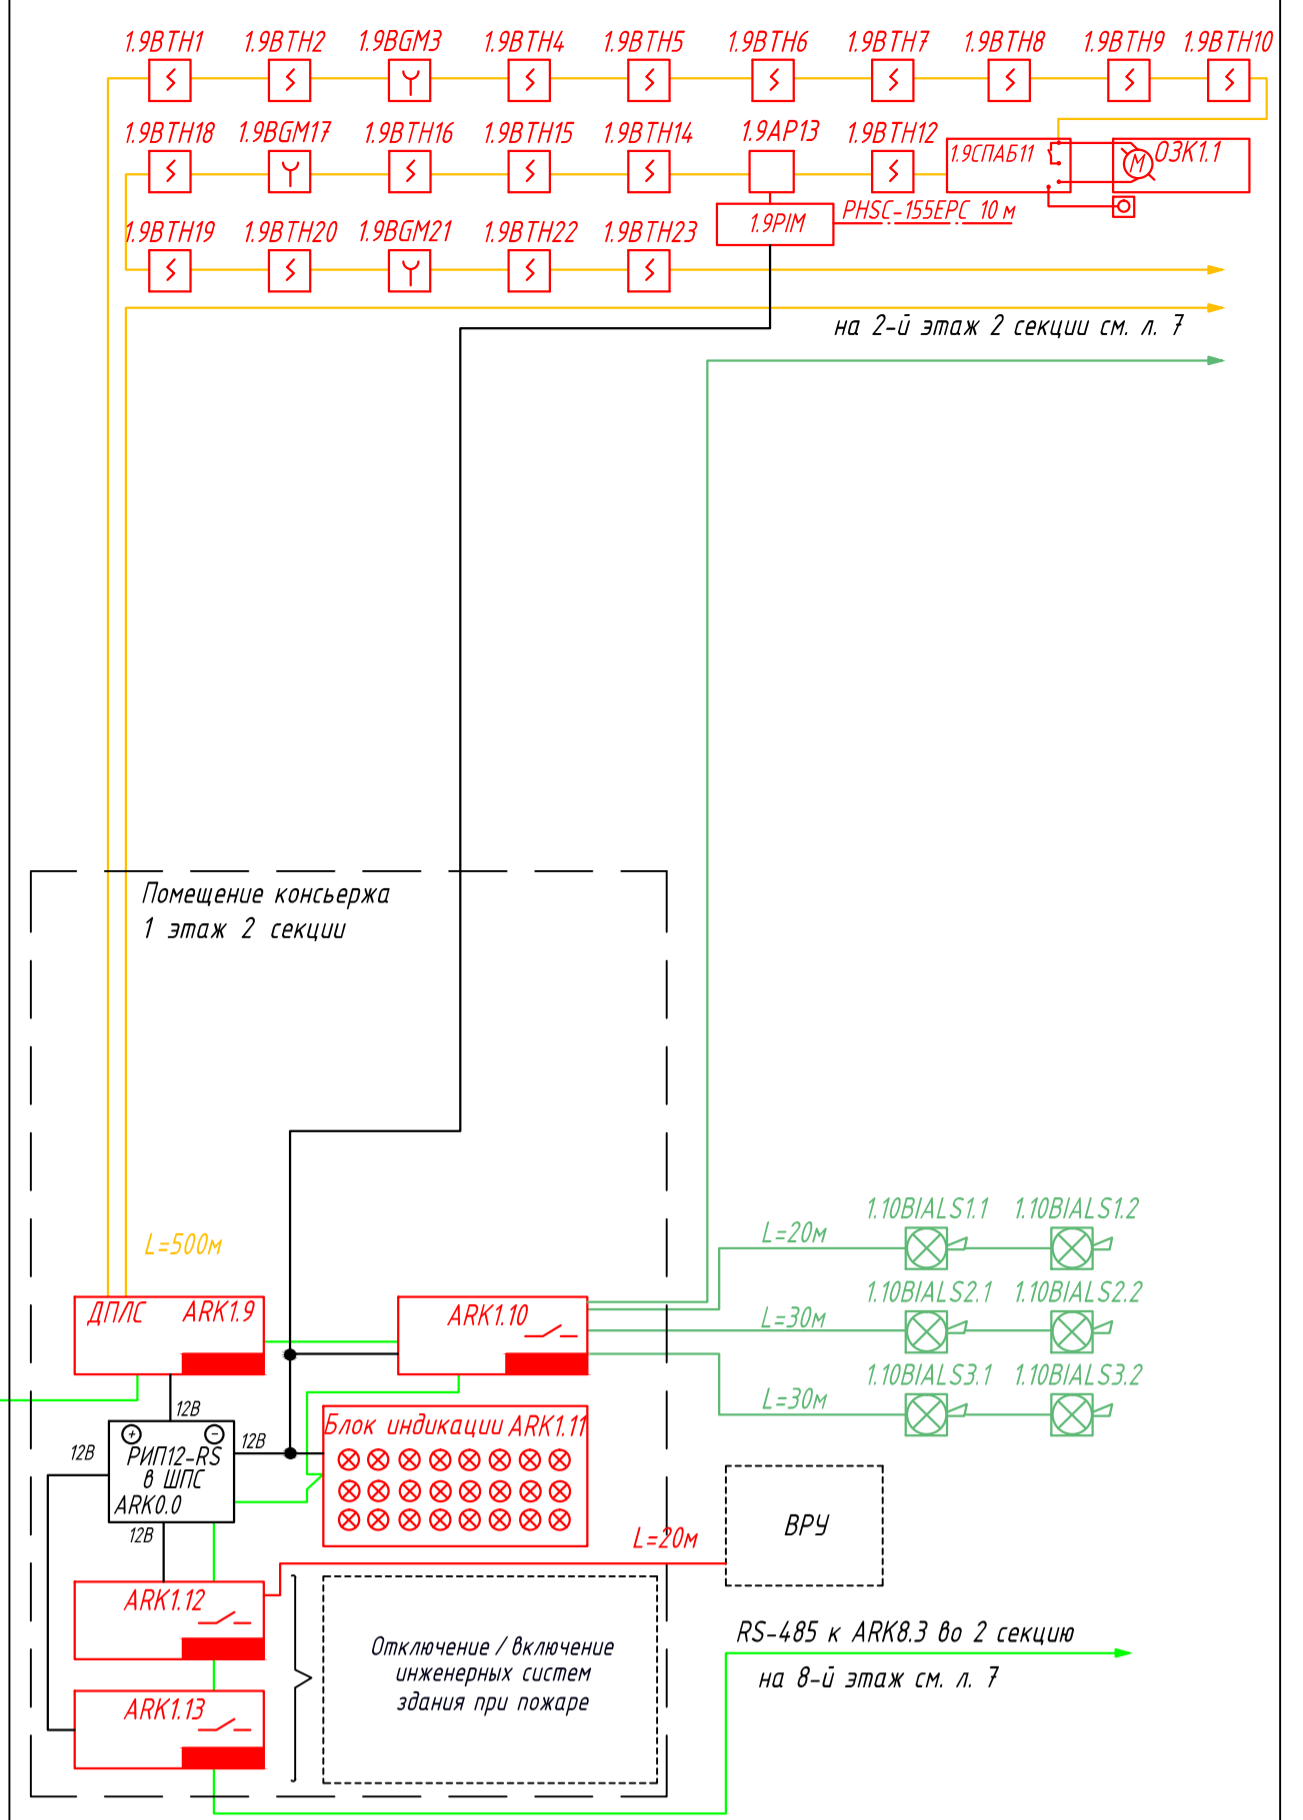 1.9BTH1 1.9BTH2 1.9BGM3 1.9BTH4 1.9BTH5 1.9BTH6 1.9BTH7 1.9BTH8 1.9BTH9 1.9BTH10
1.9BTH18 1.9BGM17 1.9BTH16 1.9BTH15 1.9BTH14 1.9AP13 1.9BTH12 1.9СПАБ11 М ОЗК1.1
1.9PIM PHSC-155EPC 10 м
1.9BTH19 1.9BTH20 1.9BGM21 1.9BTH22 1.9BTH23
на 2-й этаж 2 секции см. л. 7
Помещение консьержа
1 этаж 2 секции
L=500м
ДПЛС ARK1.9
ARK1.10
1.10BIALS1.1 1.10BIALS1.2
L=20м
1.10BIALS2.1 1.10BIALS2.2
L=30м
1.10BIALS3.1 1.10BIALS3.2
L=30м
12В
12В
12В
+ -
РИП12-RS
в ШПС
ARK0.0
12В
Блок индикации ARK1.11
L=20м
ВРУ
ARK1.12
ARK1.13
Отключение / включение
инженерных систем
здания при пожаре
RS-485 к ARK8.3 во 2 секцию
на 8-й этаж см. л. 7